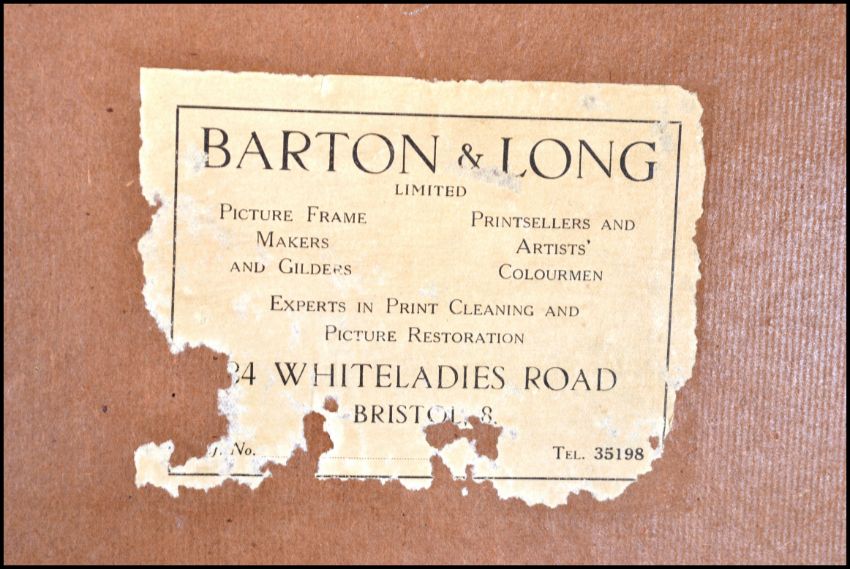 BARTON & LONG
LIMITED
PICTURE FRAME
MAKERS
AND GILDERS
PRINTSELLERS AND
ARTISTS'
COLOURMEN
EXPERTS IN PRINT CLEANING AND
PICTURE RESTORATION
WHITELADIES ROAD
BRISTOL, 8.
No.
TEL. 35198